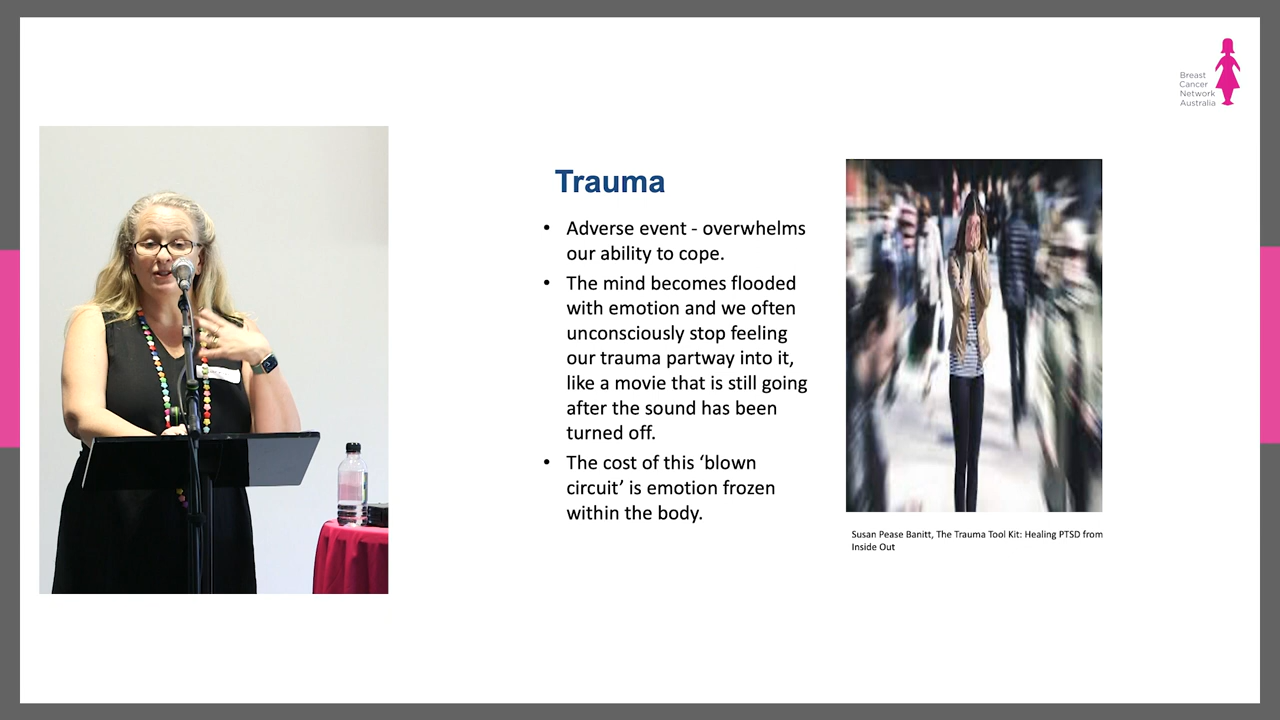 Breast
Cancer
Network
Australia
Trauma
• Adverse event - overwhelms
our ability to cope.
• The mind becomes flooded
with emotion and we often
unconsciously stop feeling
our trauma partway into it,
like a movie that is still going
after the sound has been
turned off.
• The cost of this ‘blown
circuit’ is emotion frozen
within the body.
Susan Pease Banitt, The Trauma Tool Kit: Healing PTSD from
Inside Out